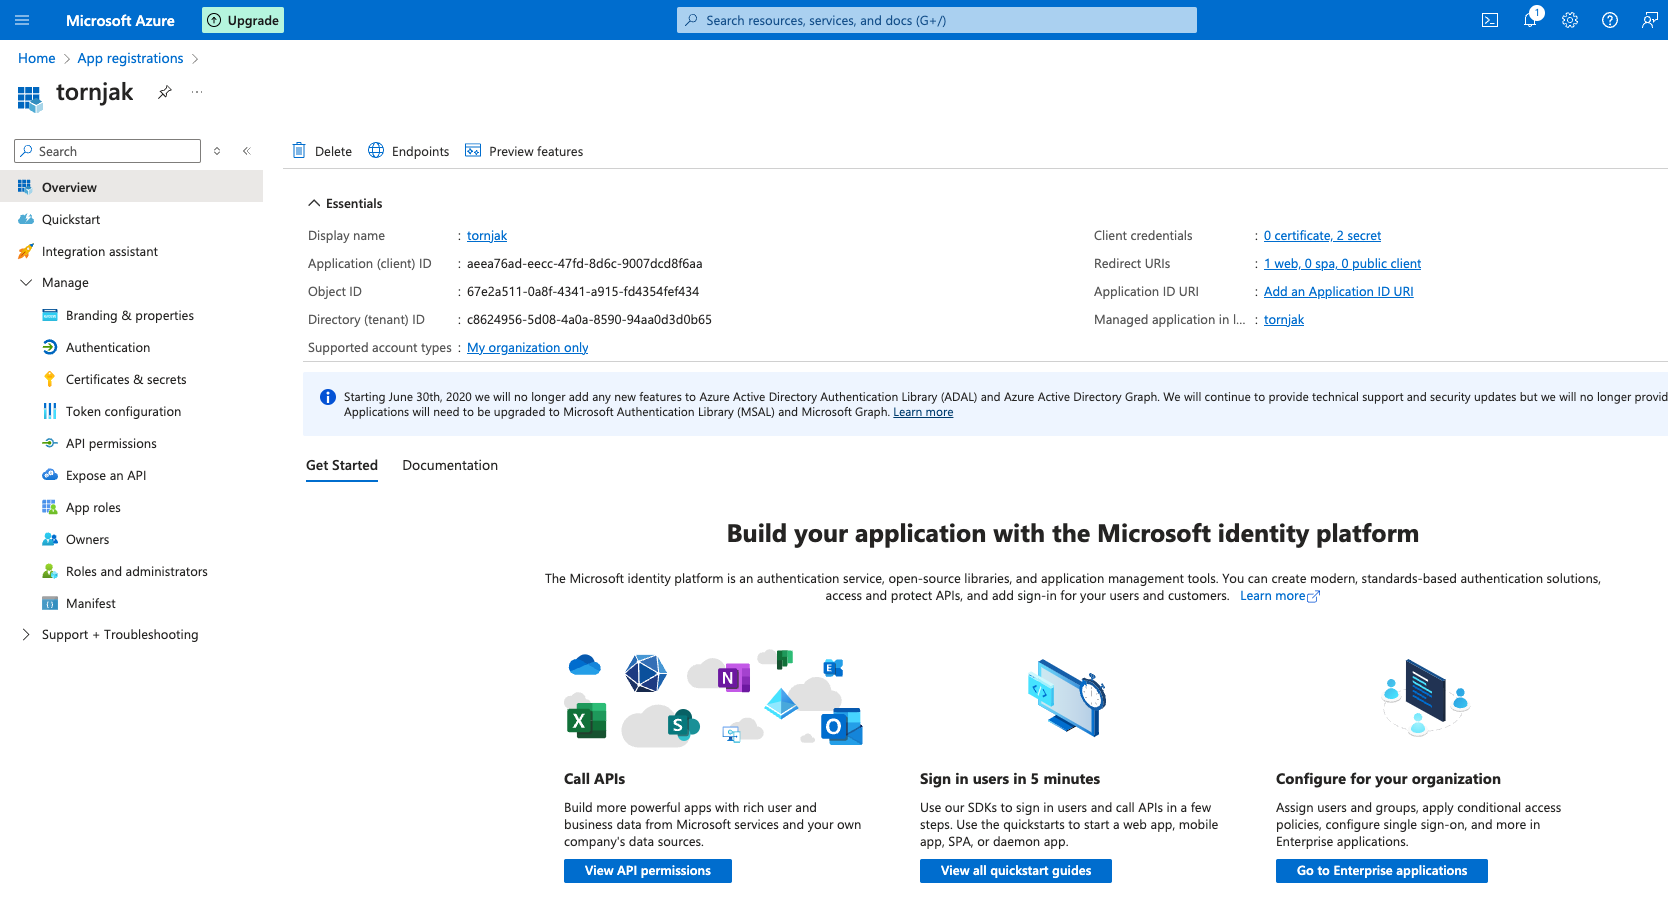 Microsoft Azure
Upgrade
Search resources, services, and docs (G+/)
1
Home > App registrations >
tornjak
...
Search
Delete
Endpoints
Preview features
Overview
Quickstart
Integration assistant
Manage
Branding & properties
Authentication
Certificates & secrets
Token configuration
API permissions
Expose an API
App roles
Owners
Roles and administrators
Manifest
Support + Troubleshooting
Essentials
Display name : tornjak
Application (client) ID : aeea76ad-eecc-47fd-8d6c-9007dcd8f6aa
Object ID : 67e2a511-0a8f-4341-a915-fd4354fef434
Directory (tenant) ID : c8624956-5d08-4a0a-8590-94aa0d3d0b65
Supported account types : My organization only
Client credentials : 0 certificate, 2 secret
Redirect URIs : 1 web, 0 spa, 0 public client
Application ID URI : Add an Application ID URI
Managed application in l... : tornjak
Starting June 30th, 2020 we will no longer add any new features to Azure Active Directory Authentication Library (ADAL) and Azure Active Directory Graph. We will continue to provide technical support and security updates but we will no longer provid
Applications will need to be upgraded to Microsoft Authentication Library (MSAL) and Microsoft Graph. Learn more
Get Started
Documentation
Build your application with the Microsoft identity platform
The Microsoft identity platform is an authentication service, open-source libraries, and application management tools. You can create modern, standards-based authentication solutions,
access and protect APIs, and add sign-in for your users and customers. Learn more
N
E
X
S
O
Call APIs
Build more powerful apps with rich user and
business data from Microsoft services and your own
company's data sources.
View API permissions
Sign in users in 5 minutes
Use our SDKs to sign in users and call APIs in a few
steps. Use the quickstarts to start a web app, mobile
app, SPA, or daemon app.
View all quickstart guides
Configure for your organization
Assign users and groups, apply conditional access
policies, configure single sign-on, and more in
Enterprise applications.
Go to Enterprise applications